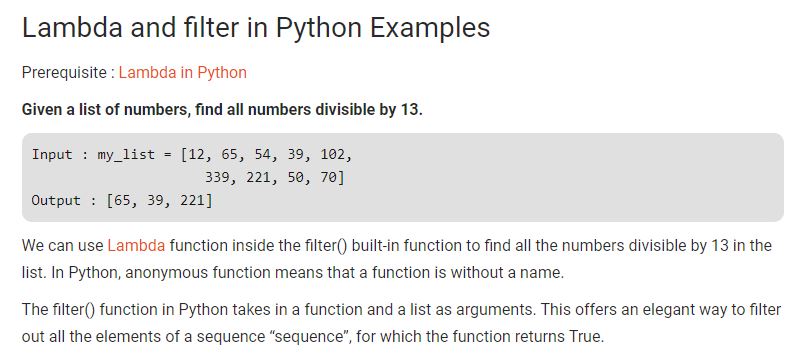 Lambda and filter in Python Examples
Prerequisite : Lambda in Python
Given a list of numbers, find all numbers divisible by 13.
Input : my_list = [12, 65, 54, 39, 102,
339, 221, 50, 70]
Output : [65, 39, 221]
We can use Lambda function inside the filter() built-in function to find all the numbers divisible by 13 in the
list. In Python, anonymous function means that a function is without a name.
The filter() function in Python takes in a function and a list as arguments. This offers an elegant way to filter
out all the elements of a sequence “sequence”, for which the function returns True.